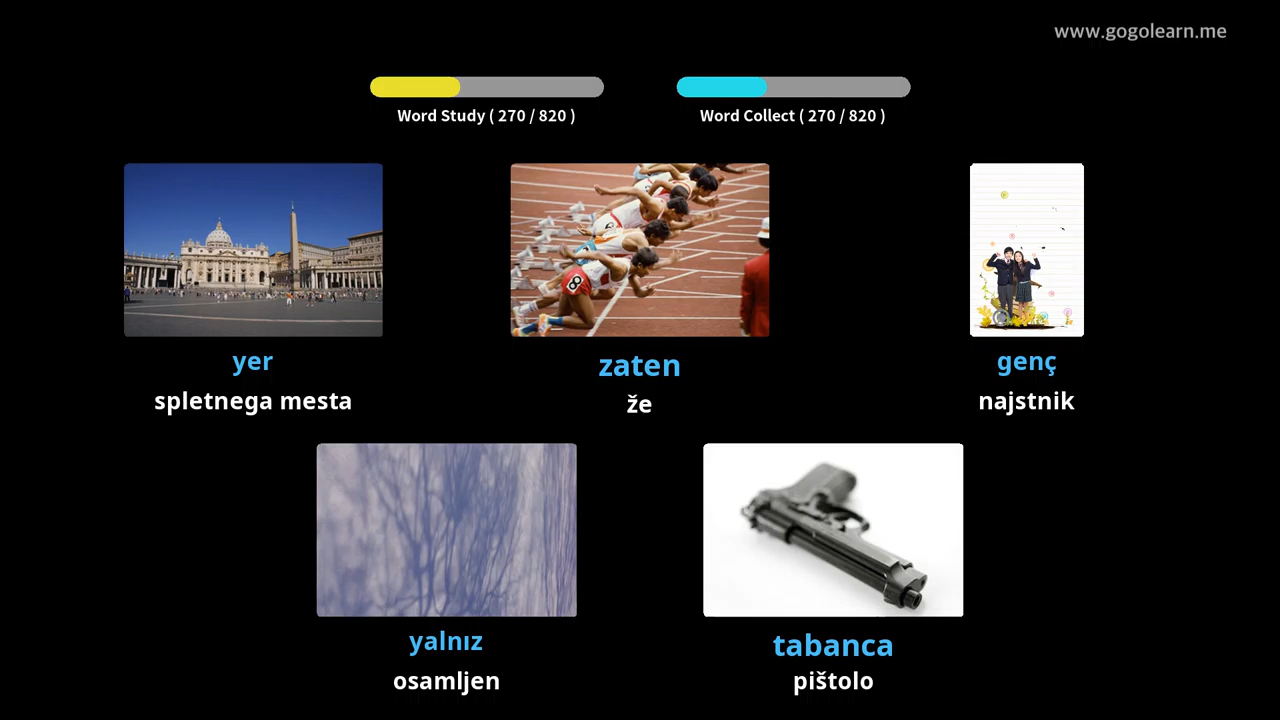 www.gogolearn.me
Word Study ( 270 / 820 )
Word Collect ( 270 / 820 )
yer
spletnega mesta
zaten
že
genç
najstnik
yalnız
osamljen
tabanca
pištolo